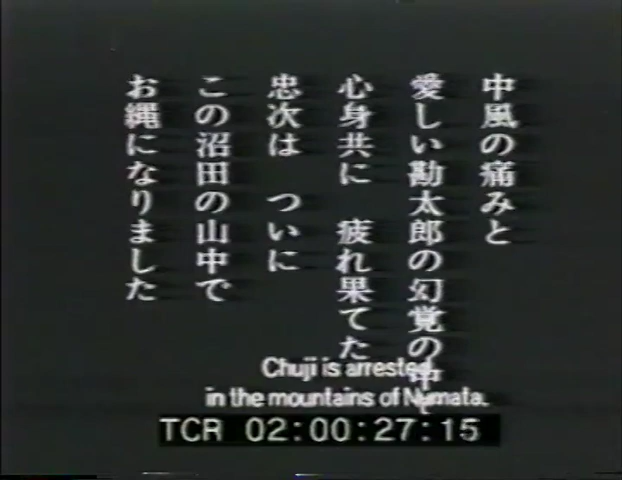 中風の痛みと
愛しい勘太郎の幻覚の中で
心身共に　疲れ果てた
忠次は　ついに
この沼田の山中で
お縄になりました
Chuji is arrested
in the mountains of Numata.
TCR 02:00:27:15